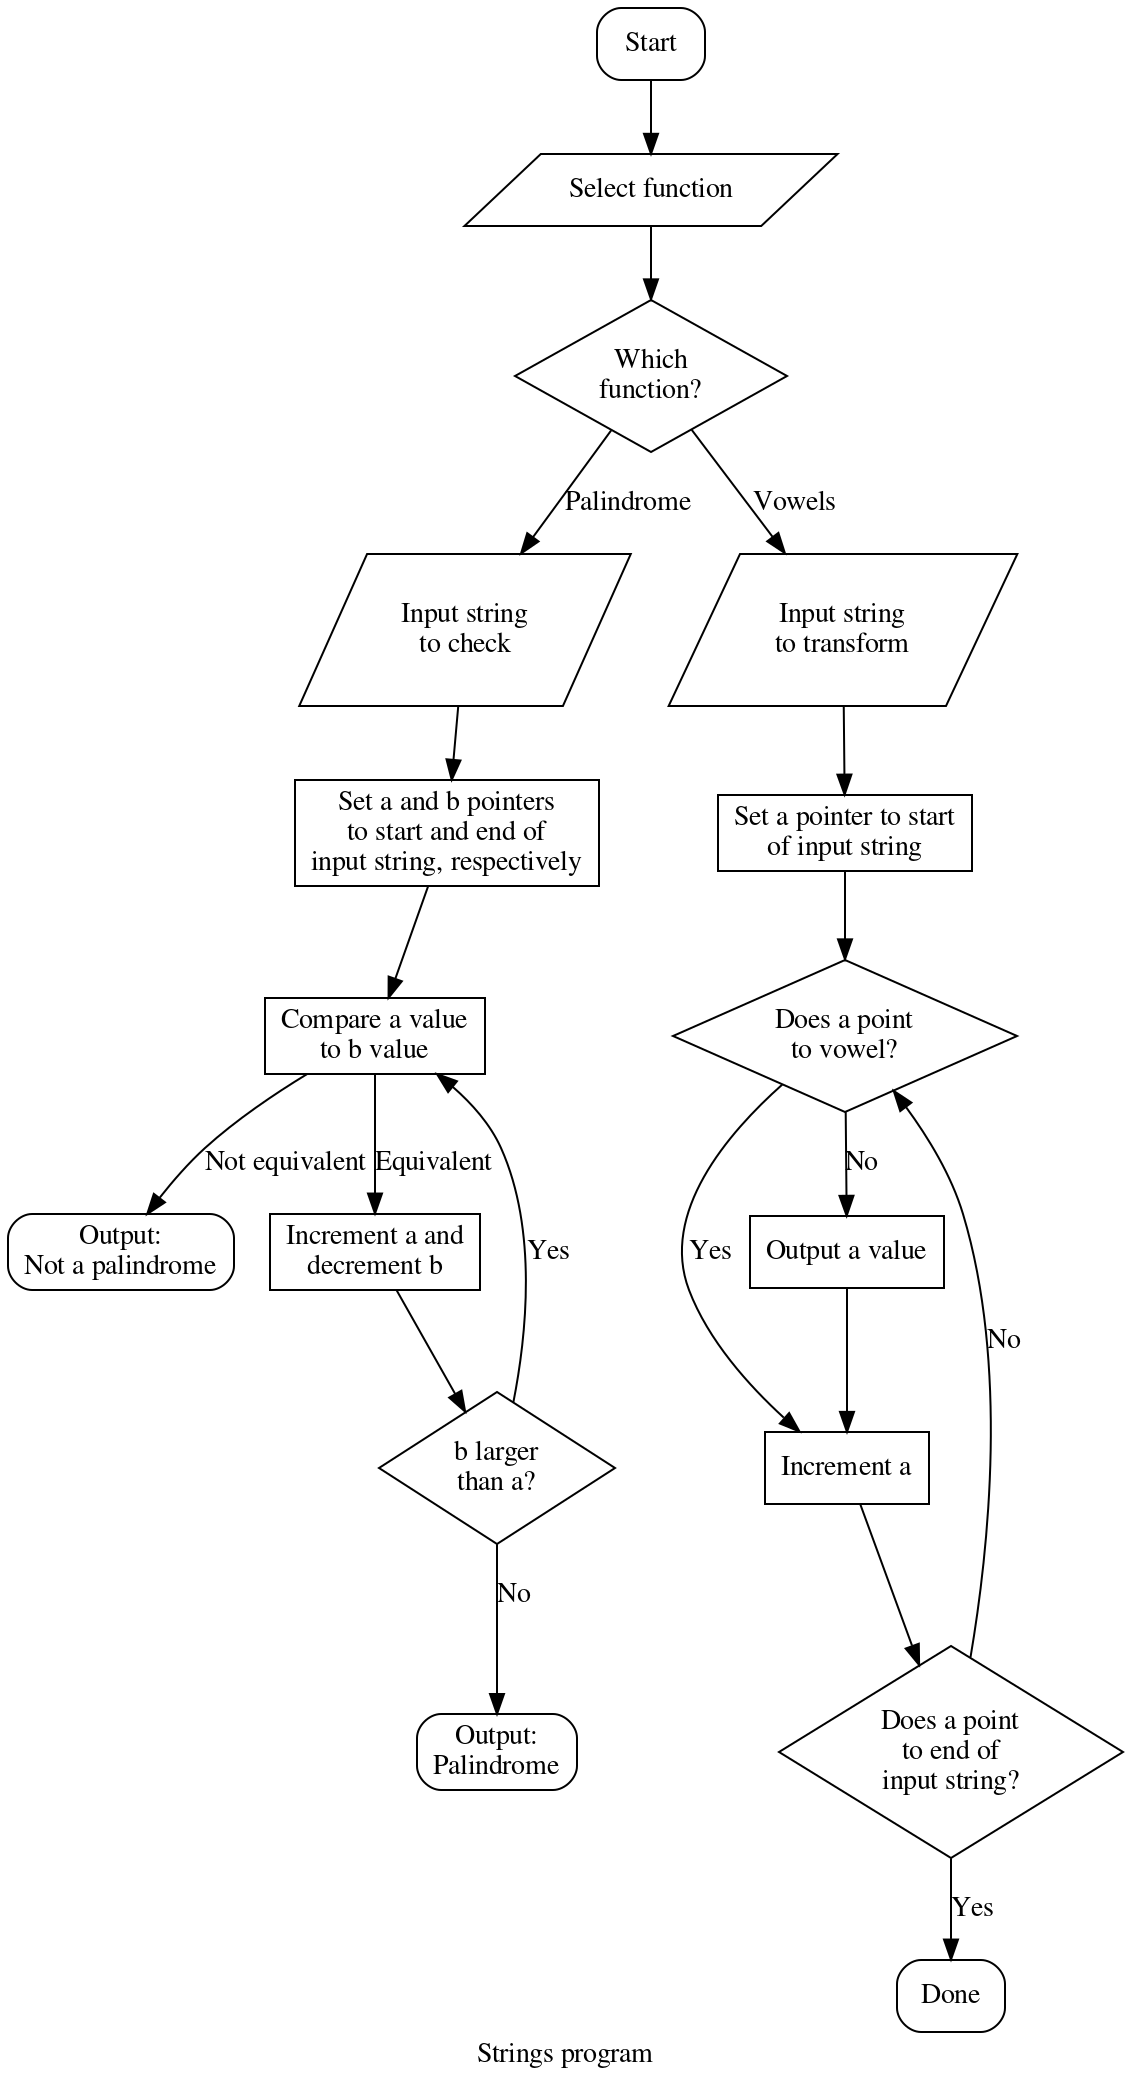 Start
Select function
Which
function?
Palindrome
Vowels
Input string
to check
Input string
to transform
Set a and b pointers
to start and end of
input string, respectively
Set a pointer to start
of input string
Compare a value
to b value
Does a point
to vowel?
Not equivalent
Equivalent
No
Output:
Not a palindrome
Increment a and
decrement b
Yes
Yes
Output a value
No
b larger
than a?
Increment a
No
Output:
Palindrome
Does a point
to end of
input string?
Yes
Done
Strings program